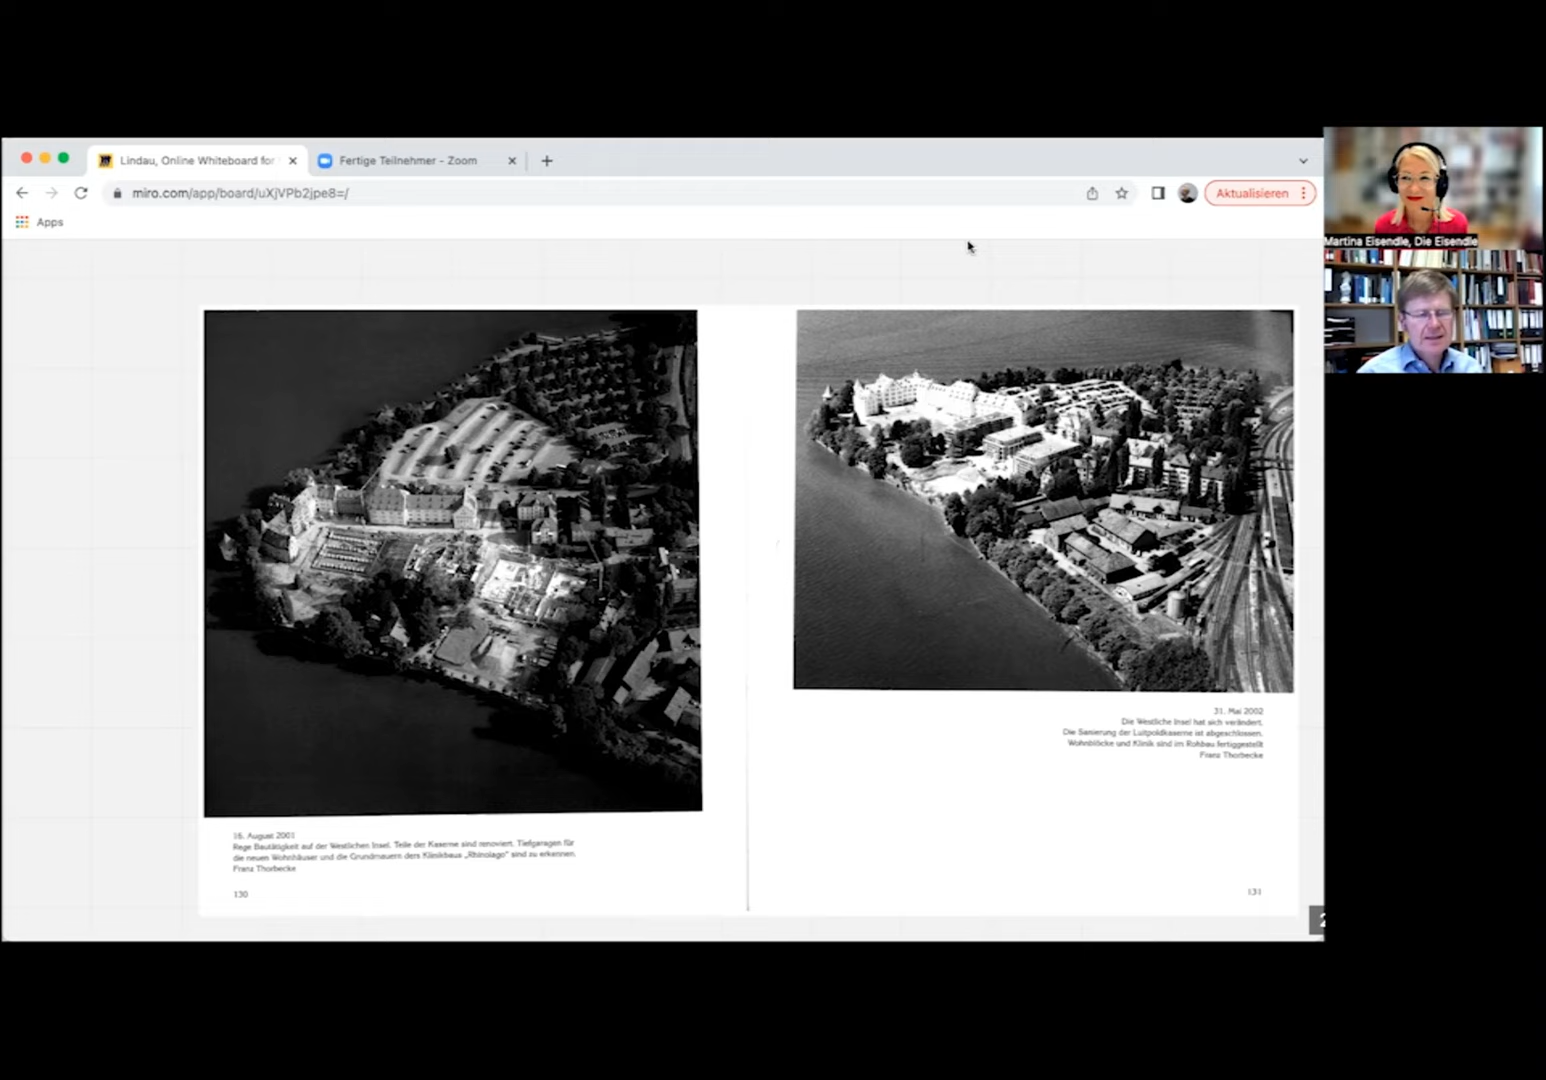 Lindau, Online Whiteboard for
Fertige Teilnehmer - Zoom
miro.com/app/board/uXjVPb2jpe8=/
Aktualisieren
Apps
Martina Eisendle, Die Eisendle
16. August 2001
Rege Bautätigkeit auf der Westlichen Insel. Teile der Kaserne sind renoviert. Tiefgaragen für
die neuen Wohnhäuser und die Grundmauern ders Klinikbaus „Rhinolago" sind zu erkennen.
Franz Thorbecke
130
31. Mai 2002
Die Westliche Insel hat sich verändert.
Die Sanierung der Luitpoldkaserne ist abgeschlossen.
Wohnblöcke und Klinik sind im Rohbau fertiggestellt
Franz Thorbecke
131
2